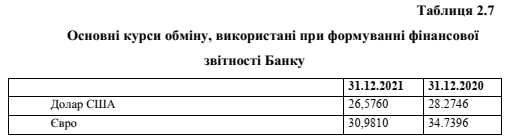 Таблиця 2.7
Основні курси обміну, використані при формуванні фінансової
звітності Банку
31.12.2021 31.12.2020
Долар США 26,5760 28.2746
Євро 30,9810 34.7396